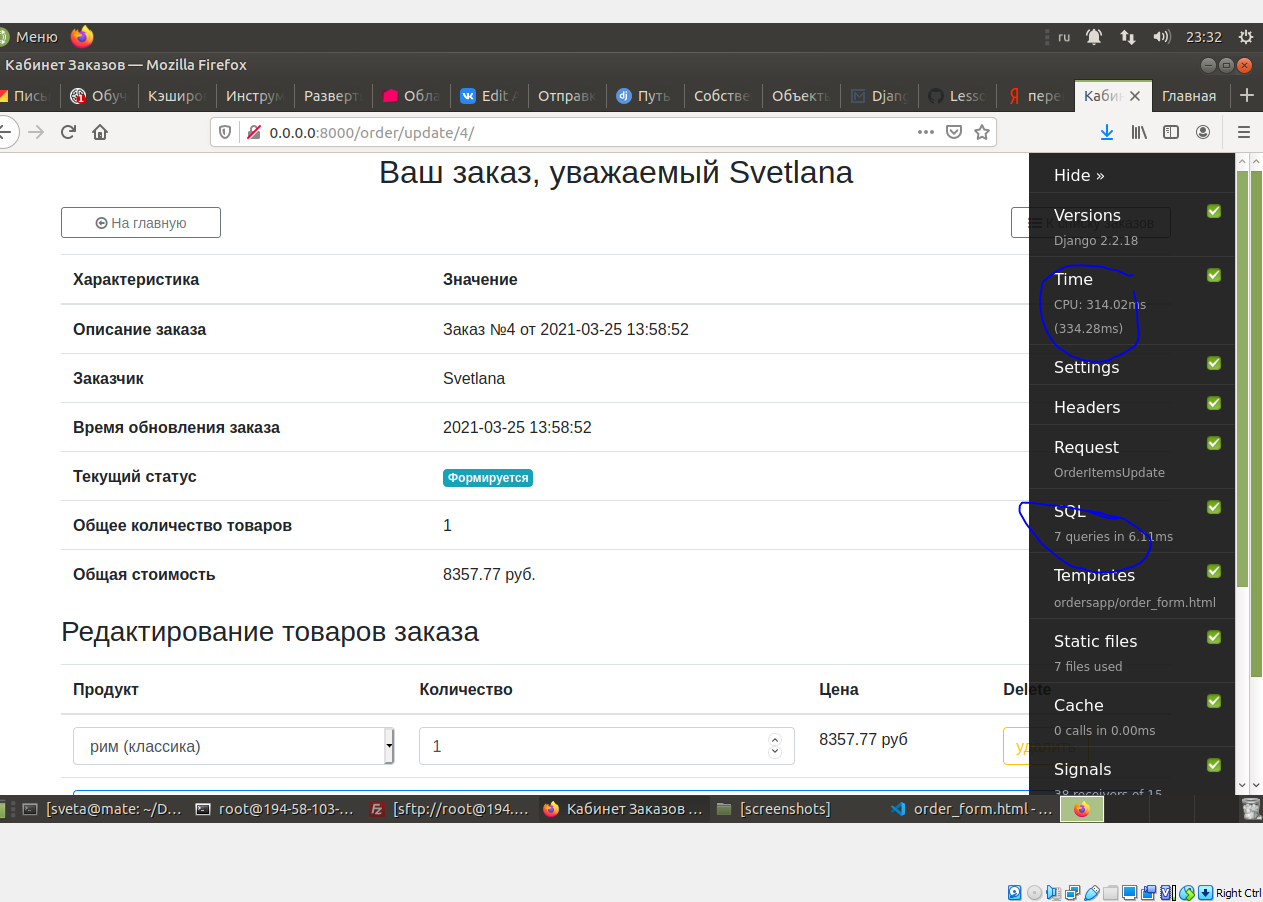 Меню
ru
23:32
Кабинет Заказов — Mozilla Firefox
Пись
Обуч
Кэширо
Инструм
Разверт
Обла
Edit
Отправк
Путь
Собстве
Объекть
Djang
Lesso
пере
Каби
Главная
0.0.0.0:8000/order/update/4/
Ваш заказ, уважаемый Svetlana
На главную
К списку заказов
Характеристика Значение
Описание заказа Заказ №4 от 2021-03-25 13:58:52
Заказчик Svetlana
Время обновления заказа 2021-03-25 13:58:52
Текущий статус Формируется
Общее количество товаров 1
Общая стоимость 8357.77 руб.
Редактирование товаров заказа
Продукт Количество Цена Delete
рим (классика) 1 8357.77 руб удалить
Hide »
Versions
Django 2.2.18
Time
CPU: 314.02ms
(334.28ms)
Settings
Headers
Request
OrderItemsUpdate
SQL
7 queries in 6.11ms
Templates
ordersapp/order_form.html
Static files
7 files used
Cache
0 calls in 0.00ms
Signals
38 receivers of 15
[sveta@mate: ~/D...
root@194-58-103-...
[sftp://root@194....
Кабинет Заказов ...
[screenshots]
order_form.html - ...
Right Ctrl